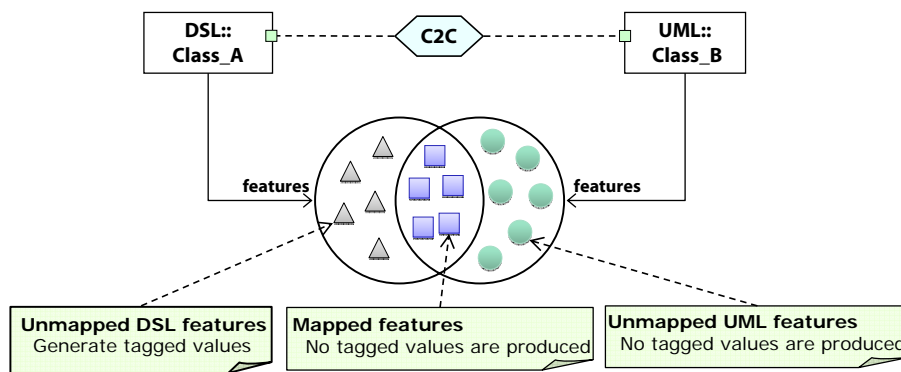 DSL::
Class_A
C2C
UML::
Class_B
features
features
Unmapped DSL features
Generate tagged values
Mapped features
No tagged values are produced
Unmapped UML features
No tagged values are produced